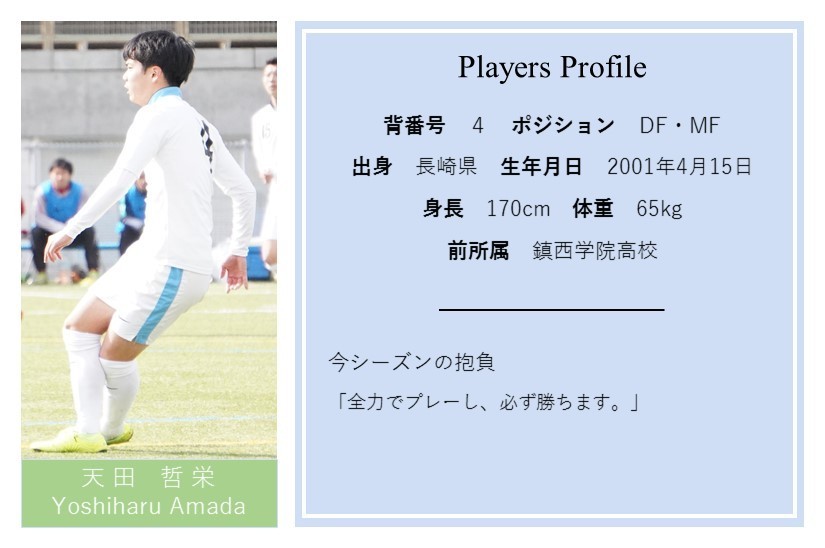 天田 哲栄
Yoshiharu Amada
Players Profile
背番号 4 ポジション DF・MF
出身 長崎県 生年月日 2001年4月15日
身長 170cm 体重 65kg
前所属 鎮西学院高校
今シーズンの抱負
「全力でプレーし、必ず勝ちます。」